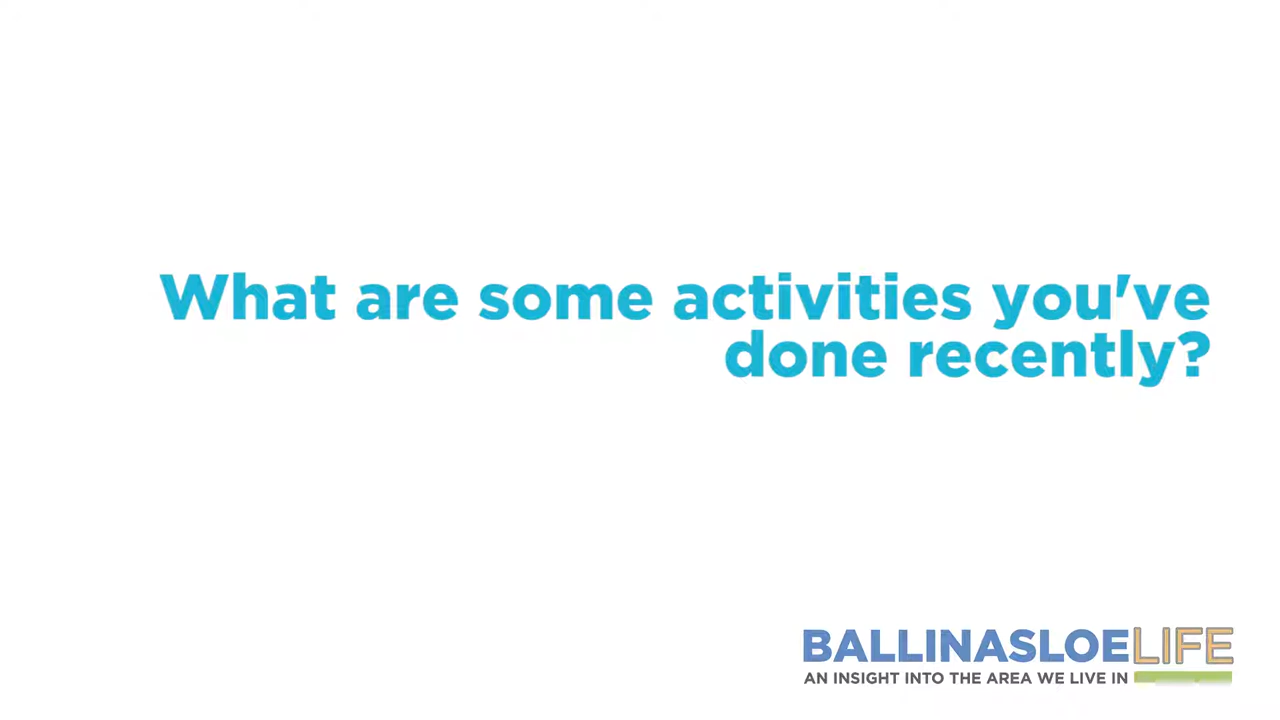 What are some activities you've
done recently?
BALLINASLOELIFE
AN INSIGHT INTO THE AREA WE LIVE IN